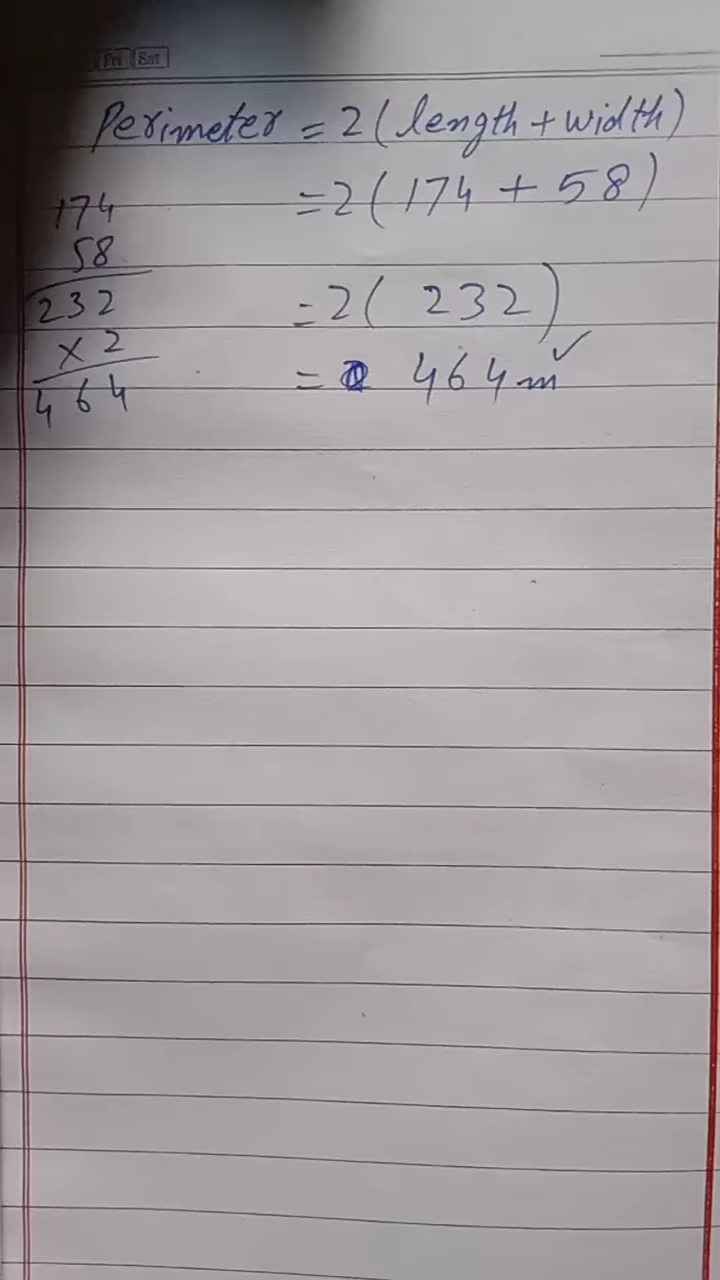 Fri Sat
Perimeter = 2 ( length + width )
174 = 2 ( 174 + 58 )
58
232 = 2 ( 232 )
x 2
464 = 464 m ✓